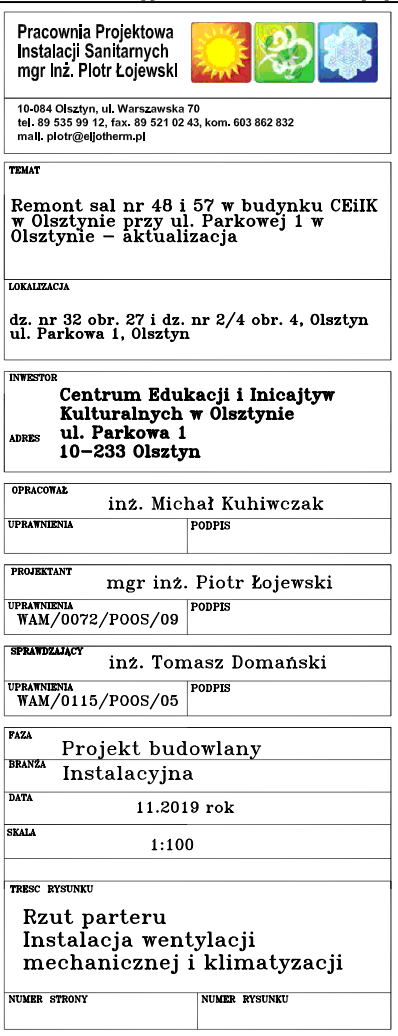 Pracownia Projektowa
Instalacji Sanitarnych
mgr Inż. Piotr Łojewski
10-084 Olsztyn, ul. Warszawska 70
tel. 89 535 99 12, fax. 89 521 02 43, kom. 603 862 832
mail. piotr@eljotherm.pl
TEMAT
Remont sal nr 48 i 57 w budynku CEiIK
w Olsztynie przy ul. Parkowej 1 w
Olsztynie – aktualizacja
LOKALIZACJA
dz. nr 32 obr. 27 i dz. nr 2/4 obr. 4, Olsztyn
ul. Parkowa 1, Olsztyn
INWESTOR
Centrum Edukacji i Inicajtyw
Kulturalnych w Olsztynie
ADRES ul. Parkowa 1
10-233 Olsztyn
OPRACOWAŁ
inż. Michał Kuhiwczak
UPRAWNIENIA PODPIS
PROJEKTANT
mgr inż. Piotr Łojewski
UPRAWNIENIA PODPIS
WAM/0072/POOS/09
SPRAWDZAJĄCY
inż. Tomasz Domański
UPRAWNIENIA PODPIS
WAM/0115/POOS/05
FAZA
Projekt budowlany
BRANŻA
Instalacyjna
DATA
11.2019 rok
SKALA
1:100
TRESC RYSUNKU
Rzut parteru
Instalacja wentylacji
mechanicznej i klimatyzacji
NUMER STRONY NUMER RYSUNKU